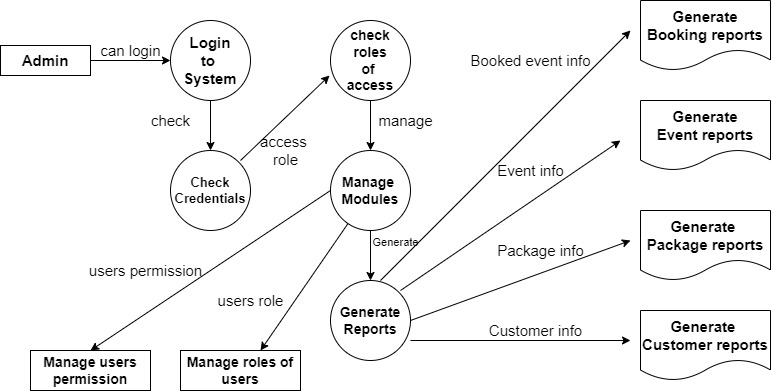 Admin
can login
Login
to
System
check
Check
Credentials
access
role
check
roles
of
access
manage
Manage
Modules
Generate
Generate
Reports
users permission
users role
Manage users
permission
Manage roles of
users
Booked event info
Generate
Booking reports
Event info
Generate
Event reports
Package info
Generate
Package reports
Customer info
Generate
Customer reports